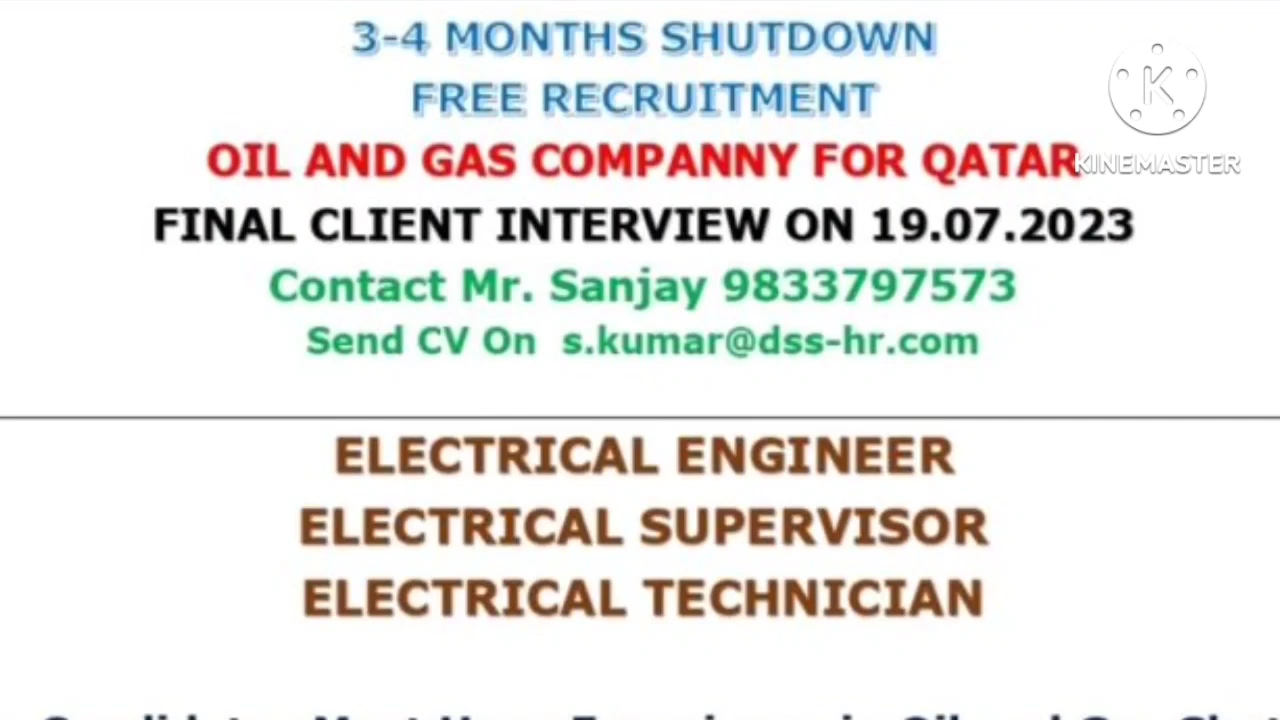 3-4 MONTHS SHUTDOWN
FREE RECRUITMENT
OIL AND GAS COMPANNY FOR QATAR
KINEMASTER
FINAL CLIENT INTERVIEW ON 19.07.2023
Contact Mr. Sanjay 9833797573
Send CV On s.kumar@dss-hr.com
ELECTRICAL ENGINEER
ELECTRICAL SUPERVISOR
ELECTRICAL TECHNICIAN